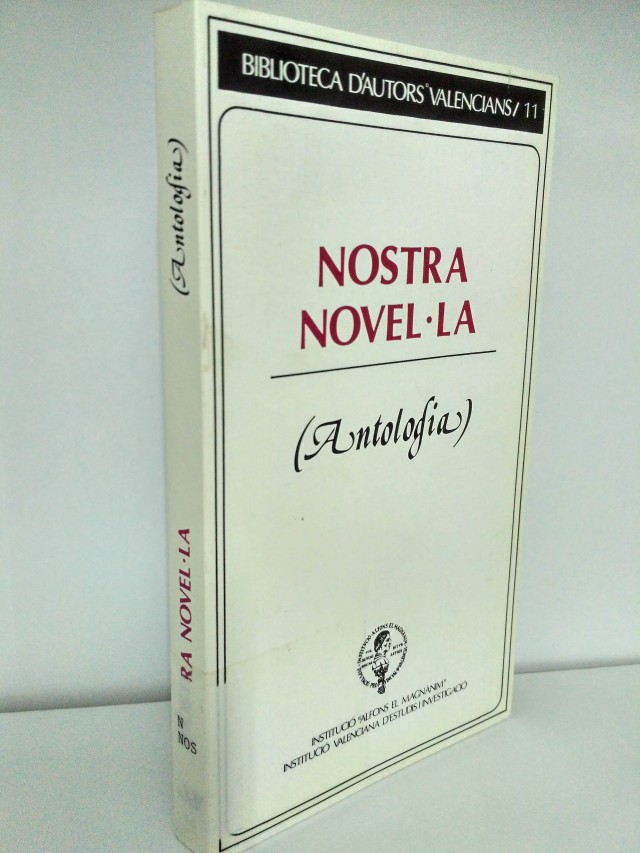 BIBLIOTECA D'AUTORS VALENCIANS/ 11
NOSTRA
NOVEL·LA
(Antologia)
INSTITUCIÓ "ALFONS EL MAGNÀNIM"
INSTITUCIÓ VALENCIANA D'ESTUDIS I INVESTIGACIÓ
(Antologia)
RA NOVEL·LA
N
NOS